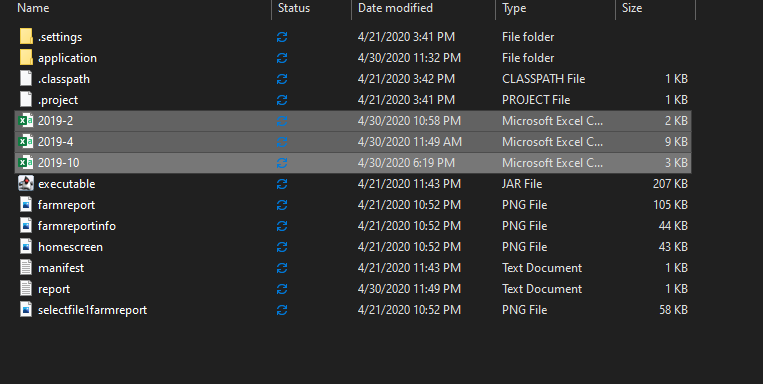 Name Status Date modified Type Size
.settings 4/21/2020 3:41 PM File folder
application 4/30/2020 11:32 PM File folder
.classpath 4/21/2020 3:42 PM CLASSPATH File 1 KB
.project 4/21/2020 3:41 PM PROJECT File 1 KB
2019-2 4/30/2020 10:58 PM Microsoft Excel C... 2 KB
2019-4 4/30/2020 11:49 AM Microsoft Excel C... 9 KB
2019-10 4/30/2020 6:19 PM Microsoft Excel C... 3 KB
executable 4/21/2020 11:43 PM JAR File 207 KB
farmreport 4/21/2020 10:52 PM PNG File 105 KB
farmreportinfo 4/21/2020 10:52 PM PNG File 44 KB
homescreen 4/21/2020 10:52 PM PNG File 43 KB
manifest 4/21/2020 11:43 PM Text Document 1 KB
report 4/30/2020 11:49 PM Text Document 1 KB
selectfile1farmreport 4/21/2020 10:52 PM PNG File 58 KB